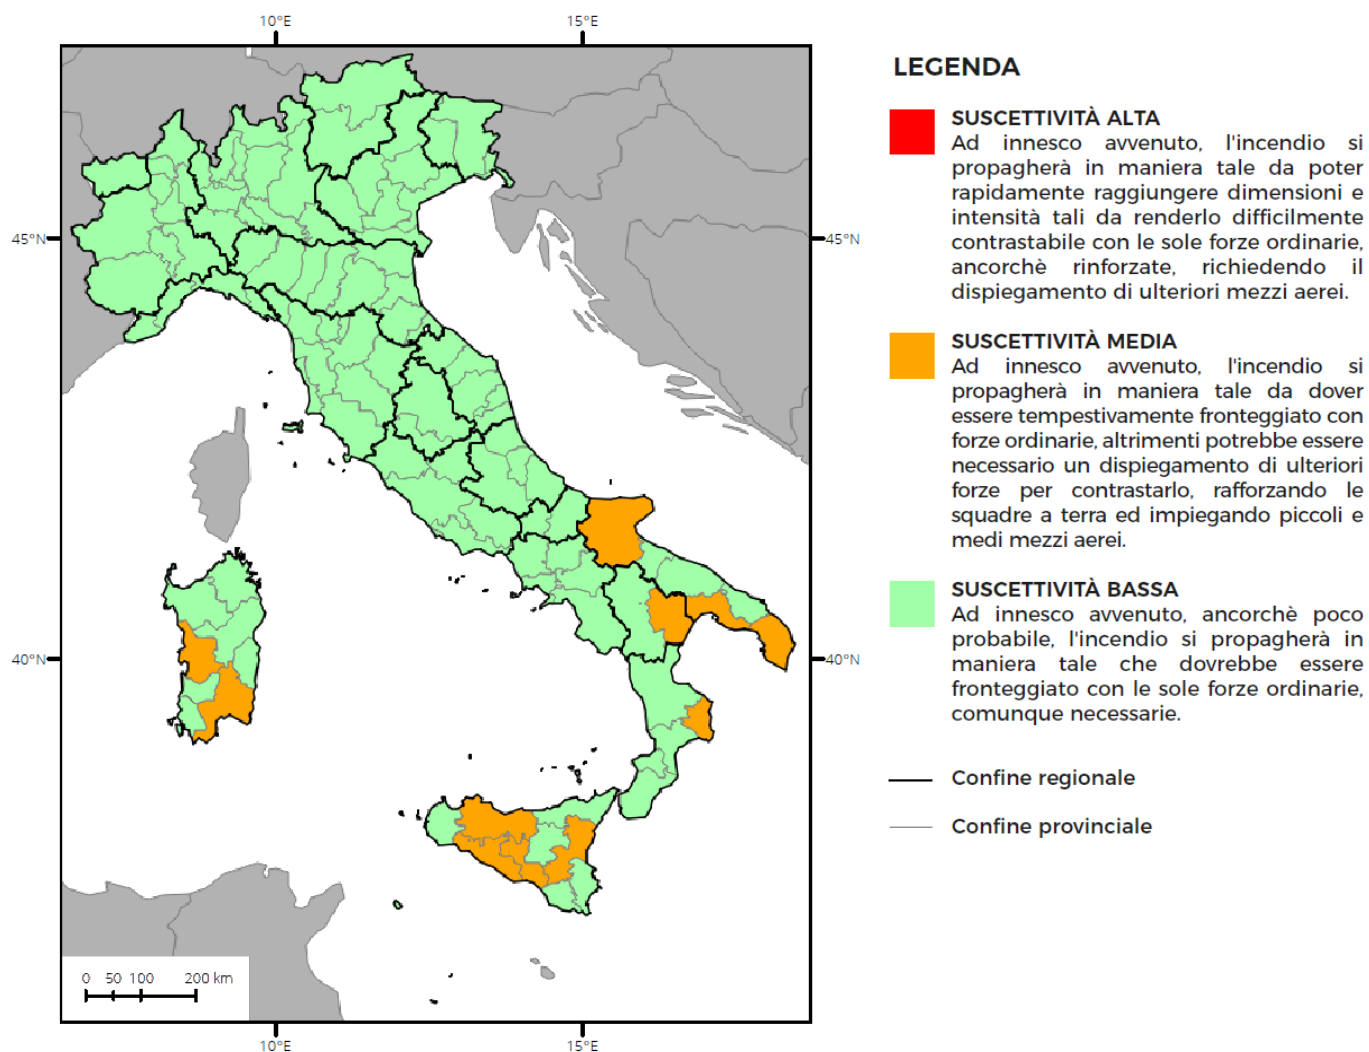 10°E 15°E
LEGENDA
SUSCETTIVITÀ ALTA
Ad innesco avvenuto, l'incendio si
propagherà in maniera tale da poter
rapidamente raggiungere dimensioni e
intensità tali da renderlo difficilmente
contrastabile con le sole forze ordinarie,
ancorchè rinforzate, richiedendo il
dispiegamento di ulteriori mezzi aerei.
45°N 45°N
SUSCETTIVITÀ MEDIA
Ad innesco avvenuto, l'incendio si
propagherà in maniera tale da dover
essere tempestivamente fronteggiato con
forze ordinarie, altrimenti potrebbe essere
necessario un dispiegamento di ulteriori
forze per contrastarlo, rafforzando le
squadre a terra ed impiegando piccoli e
medi mezzi aerei.
SUSCETTIVITÀ BASSA
Ad innesco avvenuto, ancorchè poco
probabile, l'incendio si propagherà in
maniera tale che dovrebbe essere
fronteggiato con le sole forze ordinarie,
comunque necessarie.
40°N 40°N
Confine regionale
Confine provinciale
0 50 100 200 km
10°E 15°E